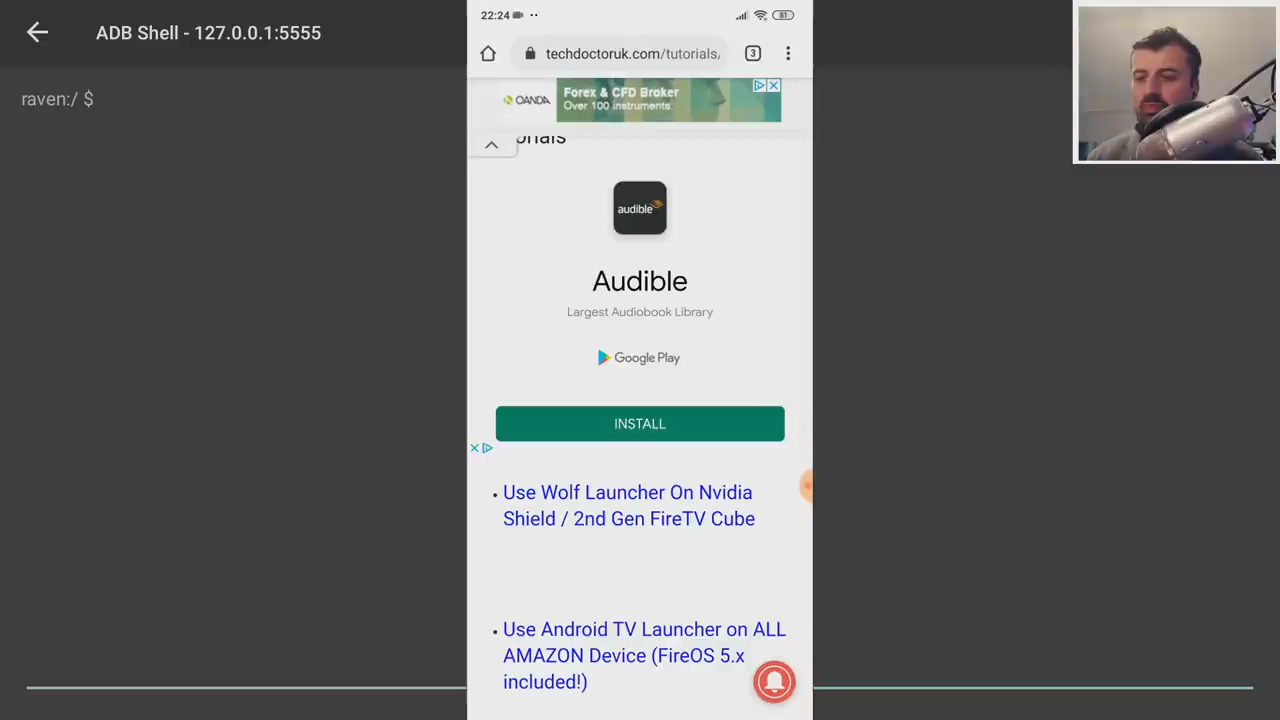 ADB Shell - 127.0.0.1:5555
raven:/ $
22:24
81
techdoctoruk.com/tutorials/
3
OANDA
Forex & CFD Broker
Over 100 instruments
orials
audible
Audible
Largest Audiobook Library
Google Play
INSTALL
• Use Wolf Launcher On Nvidia
Shield / 2nd Gen FireTV Cube
• Use Android TV Launcher on ALL
AMAZON Device (FireOS 5.x
included!)